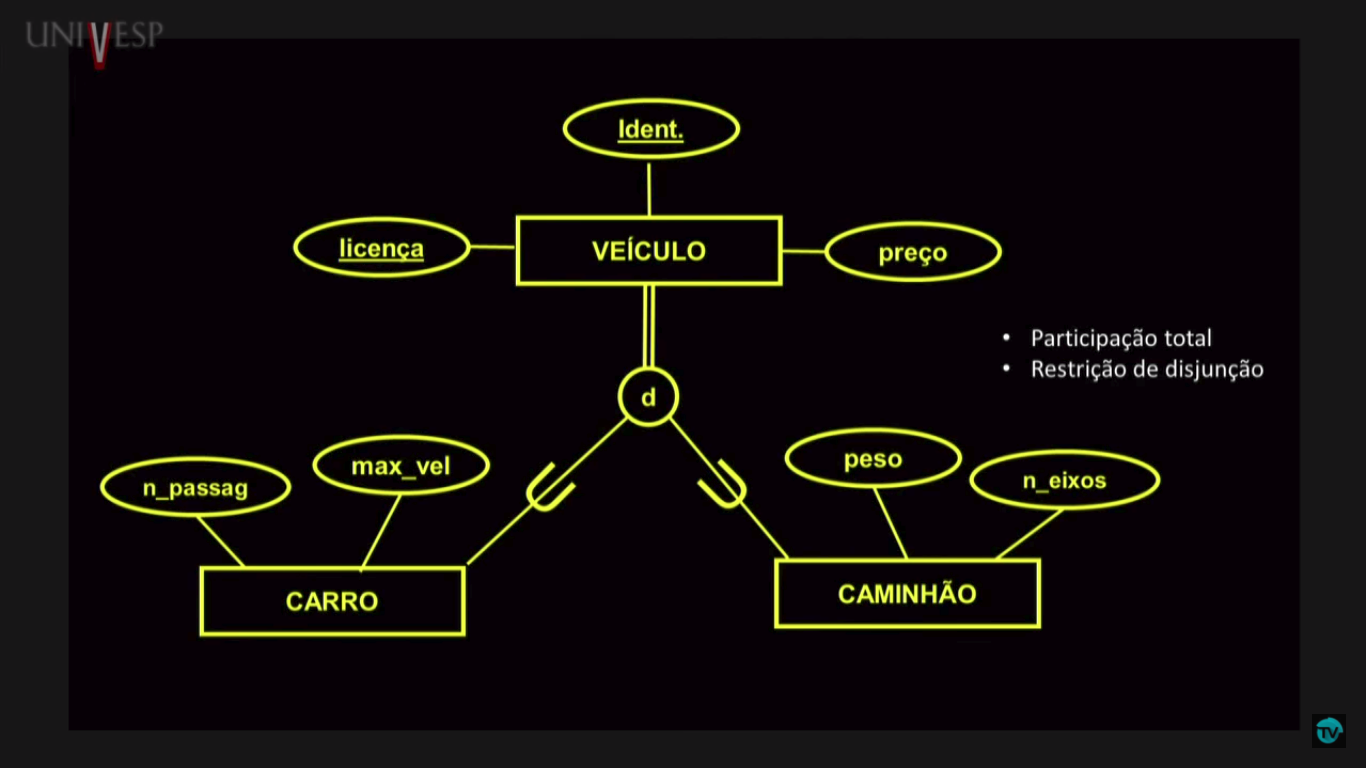 UNIVESP
Ident.
licença
VEÍCULO
preço
• Participação total
• Restrição de disjunção
d
n_passag
max_vel
peso
n_eixos
CARRO
CAMINHÃO
TV